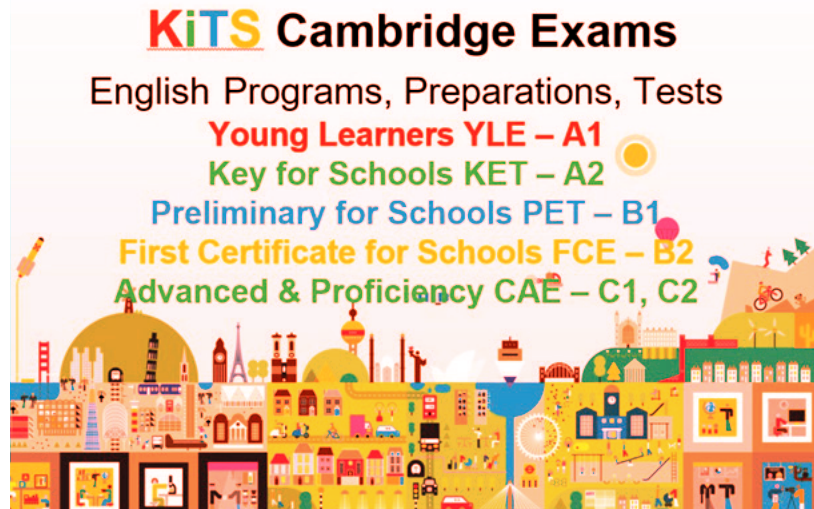 KiTS Cambridge Exams
English Programs, Preparations, Tests
Young Learners YLE – A1
Key for Schools KET – A2
Preliminary for Schools PET – B1
First Certificate for Schools FCE – B2
Advanced & Proficiency CAE – C1, C2